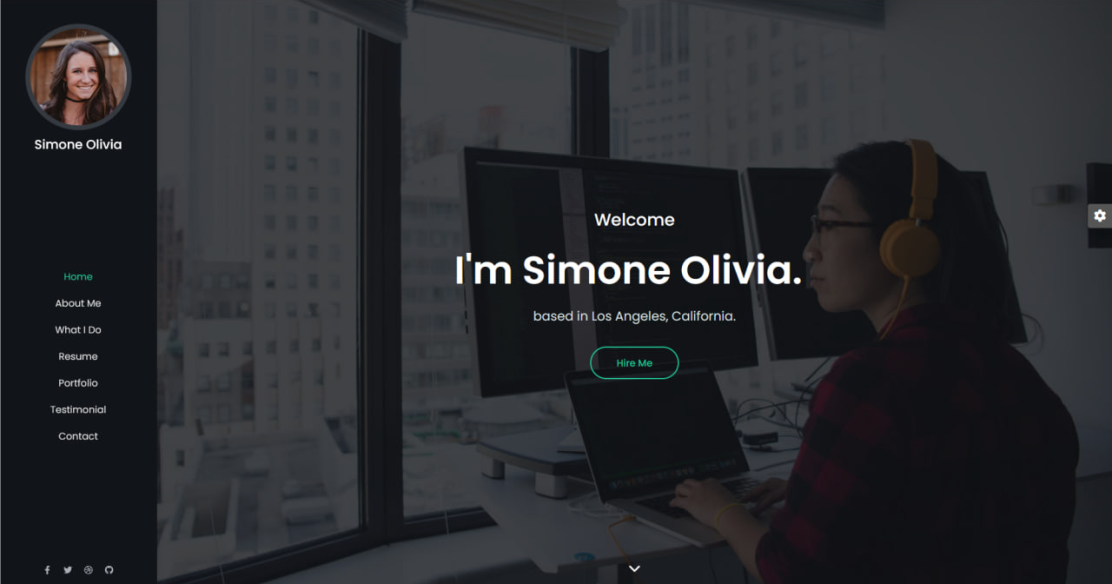 Simone Olivia
Home
About Me
What I Do
Resume
Portfolio
Testimonial
Contact
Welcome
I'm Simone Olivia.
based in Los Angeles, California.
Hire Me